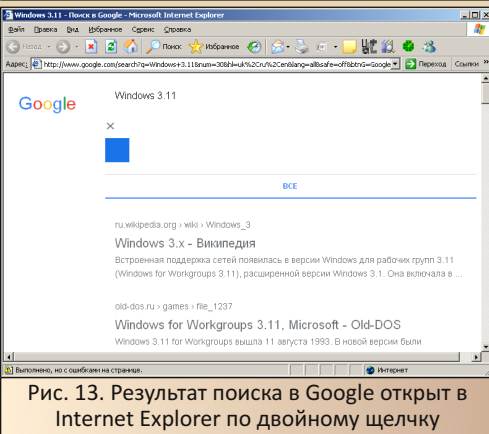 Windows 3.11 - Поиск в Google - Microsoft Internet Explorer
Файл Правка Вид Избранное Сервис Справка
Назад Поиск Избранное
Адрес: http://www.google.com/search?q=Windows+3.11&num=30&hl=uk%2Cru%2Cen&lang=all&safe=off&btnG=Google Переход Ссылки »
Google
Windows 3.11
×
ВСЕ
ru.wikipedia.org › wiki › Windows_3
Windows 3.x - Википедия
Встроенная поддержка сетей появилась в версии Windows для рабочих групп 3.11
(Windows for Workgroups 3.11), расширенной версии Windows 3.1. Она включала в ...
old-dos.ru › games › file_1237
Windows for Workgroups 3.11, Microsoft - Old-DOS
Windows 3.11 for Workgroups вышла 11 августа 1993. В новой версии были
Выполнено, но с ошибками на странице. Интернет
Рис. 13. Результат поиска в Google открыт в
Internet Explorer по двойному щелчку